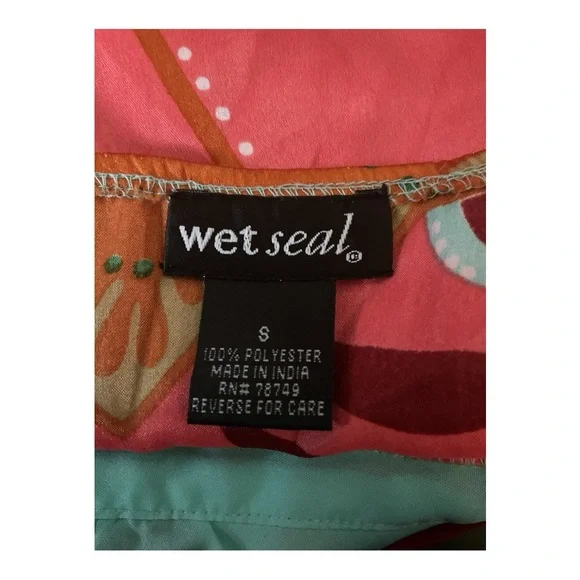 wet seal®
S
100% POLYESTER
MADE IN INDIA
RN# 78749
REVERSE FOR CARE